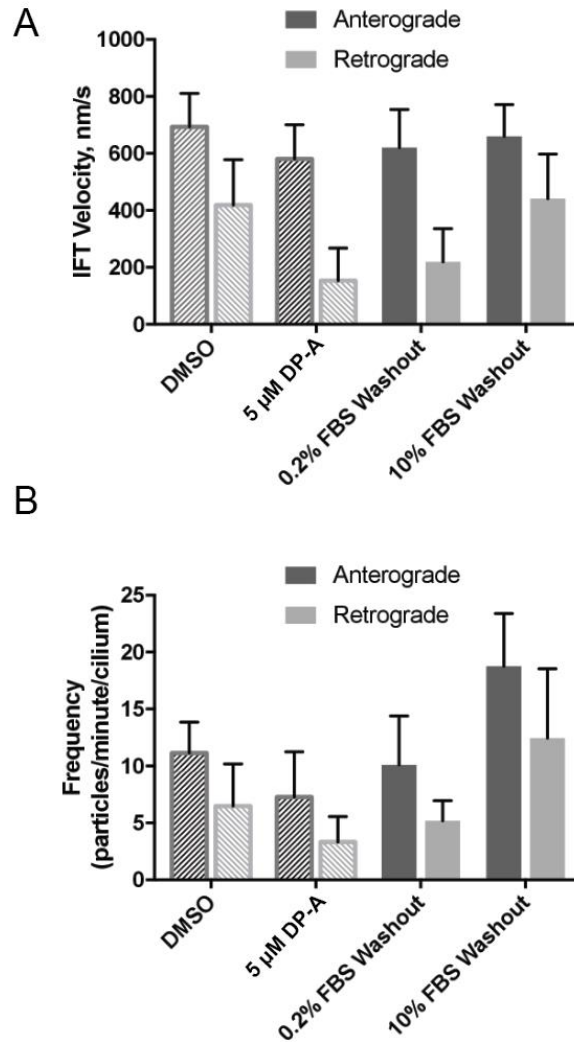 A
Anterograde
Retrograde
IFT Velocity, nm/s
1000
800
600
400
200
0
DMSO
5 µM DP-A
0.2% FBS Washout
10% FBS Washout
B
Anterograde
Retrograde
Frequency
(particles/minute/cilium)
25
20
15
10
5
0
DMSO
5 µM DP-A
0.2% FBS Washout
10% FBS Washout